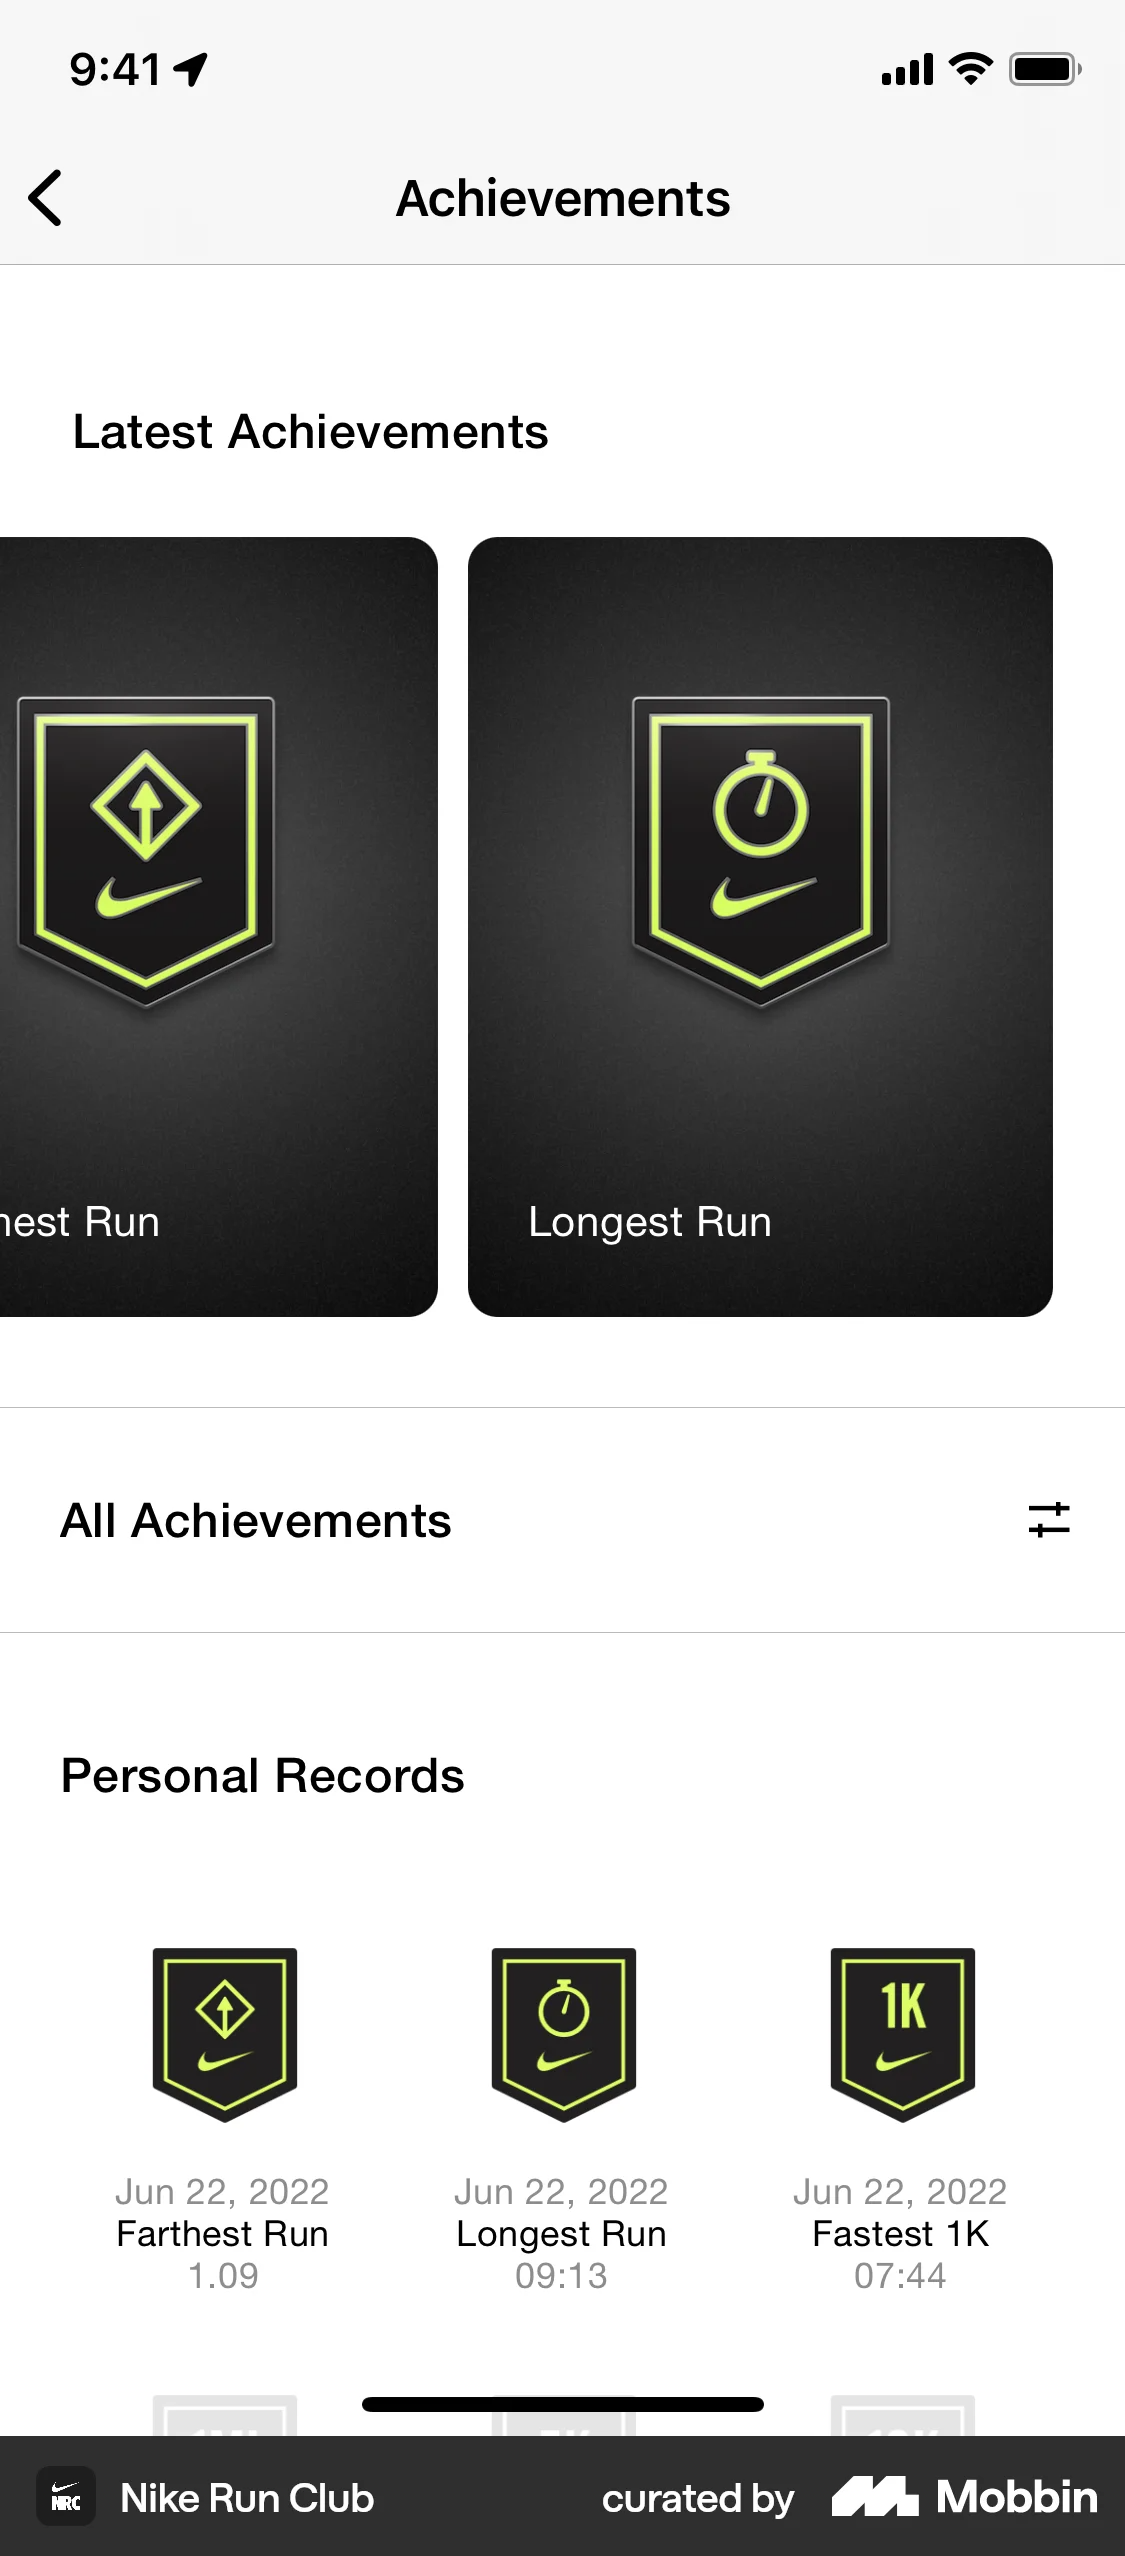 9:41
Achievements
Latest Achievements
hest Run
Longest Run
All Achievements
Personal Records
1K
Jun 22, 2022
Farthest Run
1.09
Jun 22, 2022
Longest Run
09:13
Jun 22, 2022
Fastest 1K
07:44
NRC
Nike Run Club
curated by
Mobbin